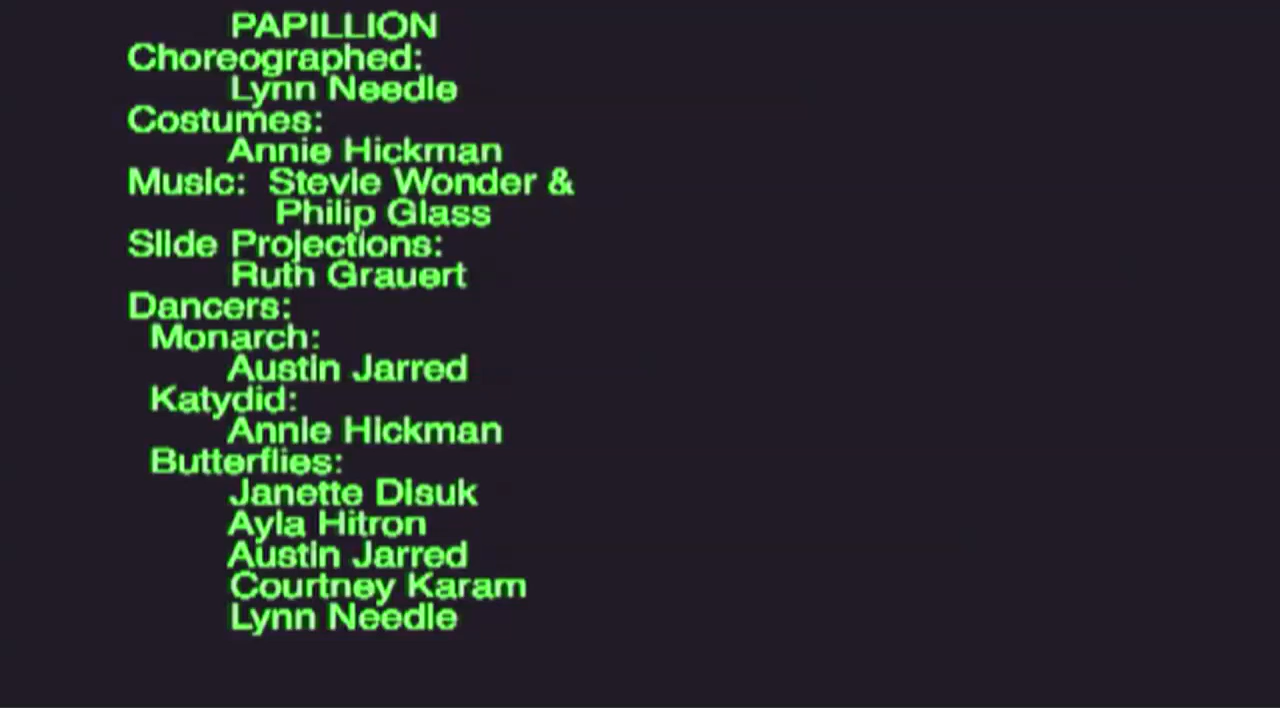 PAPILLION
Choreographed:
Lynn Needle
Costumes:
Annie Hickman
Music: Stevie Wonder &
Philip Glass
Slide Projections:
Ruth Grauert
Dancers:
Monarch:
Austin Jarred
Katydid:
Annie Hickman
Butterflies:
Janette Disuk
Ayla Hitron
Austin Jarred
Courtney Karam
Lynn Needle